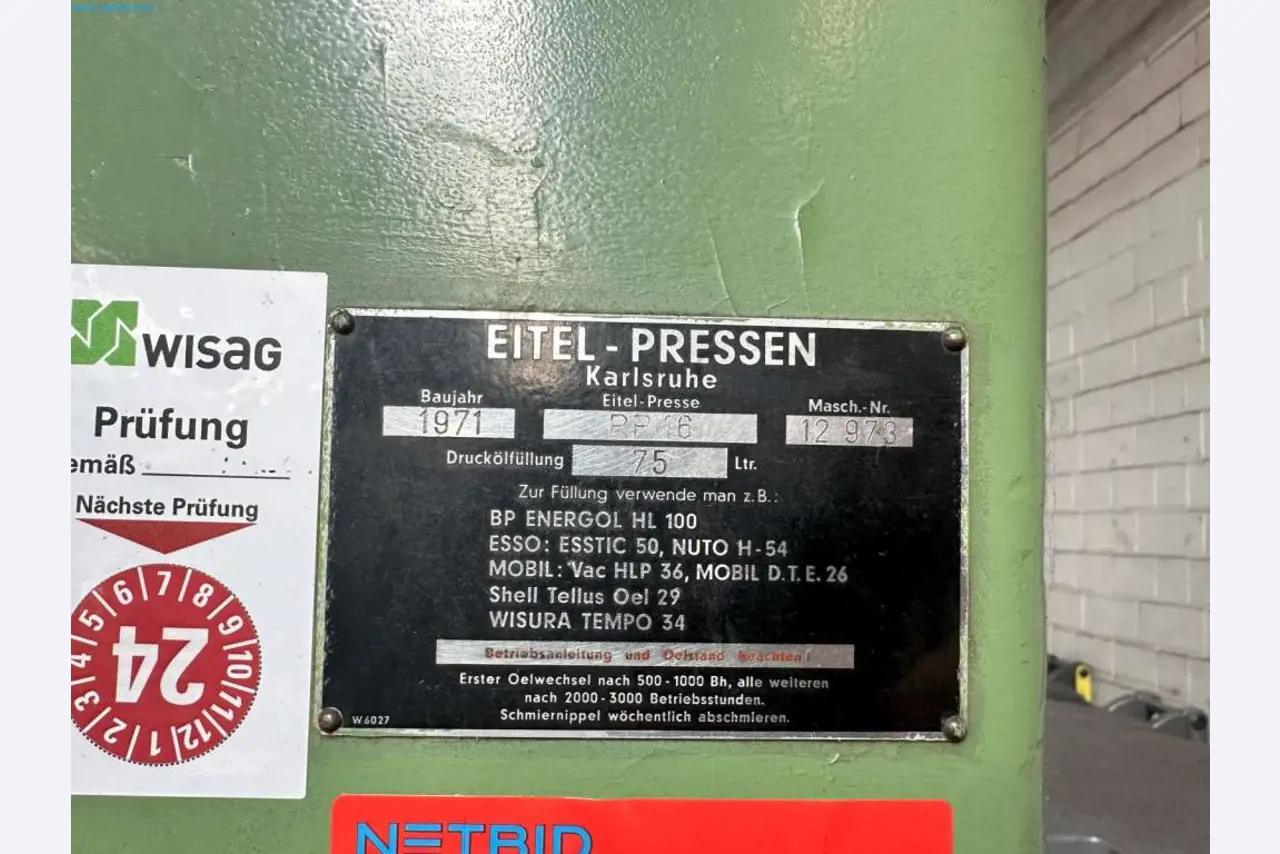 WISAG
Prüfung
emäß
Nächste Prüfung
1 2 3 4 5 6 7 8 9 10 11 12
24
EITEL - PRESSEN
Karlsruhe
Baujahr Eitel-Presse Masch.-Nr.
1971 RP 16 12 973
Druckölfüllung 75 Ltr.
Zur Füllung verwende man z.B.:
BP ENERGOL HL 100
ESSO: ESSTIC 50, NUTO H-54
MOBIL: Vac HLP 36, MOBIL D.T.E. 26
Shell Tellus Oel 29
WISURA TEMPO 34
Betriebsanleitung und Oelstand beachten!
Erster Oelwechsel nach 500-1000 Bh, alle weiteren
nach 2000-3000 Betriebsstunden.
Schmiernippel wöchentlich abschmieren.
W6027
NETBID